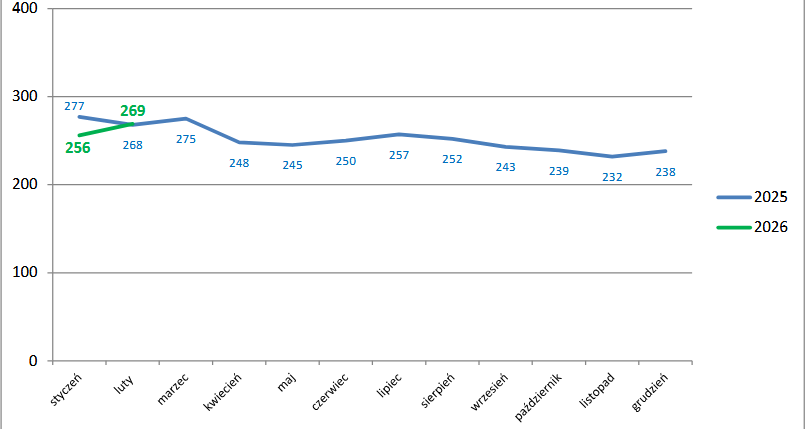 400
300
200
100
0
277
256
269
268
275
248
245
250
257
252
243
239
232
238
2025
2026
styczeń
luty
marzec
kwiecień
maj
czerwiec
lipiec
sierpień
wrzesień
październik
listopad
grudzień